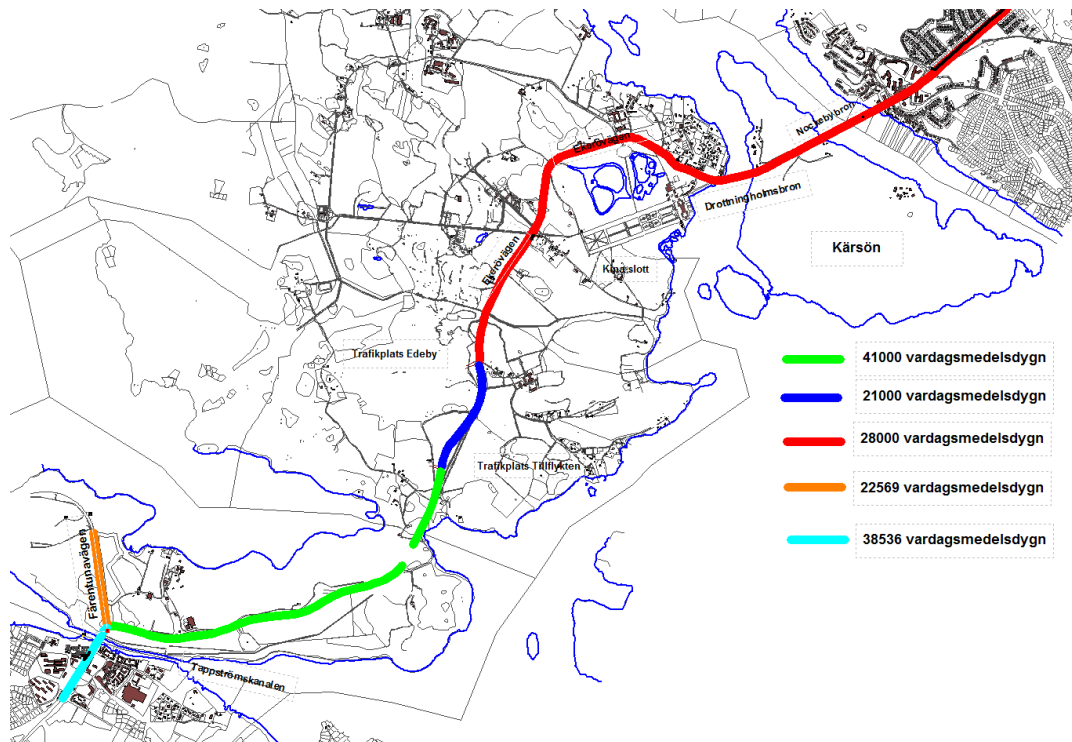 Nockebybron
Ekerövägen
Drottningholmsbron
Kärsön
Ekerövägen
Kina slott
Trafikplats Edeby
41000 vardagsmedelsdygn
21000 vardagsmedelsdygn
28000 vardagsmedelsdygn
Trafikplats Tillflykten
22569 vardagsmedelsdygn
38536 vardagsmedelsdygn
Färentunavägen
Tappströmskanalen